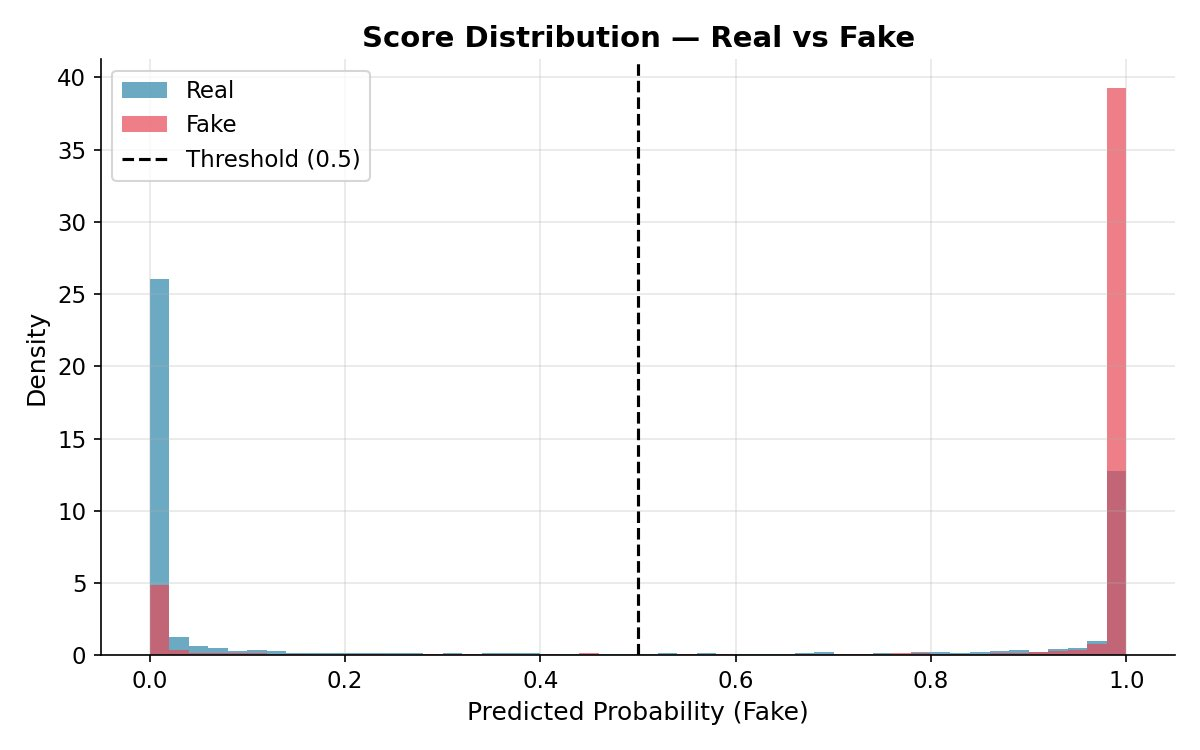 Score Distribution — Real vs Fake
Real
Fake
Threshold (0.5)
40
35
30
25
20
15
10
5
0
Density
0.0 0.2 0.4 0.6 0.8 1.0
Predicted Probability (Fake)